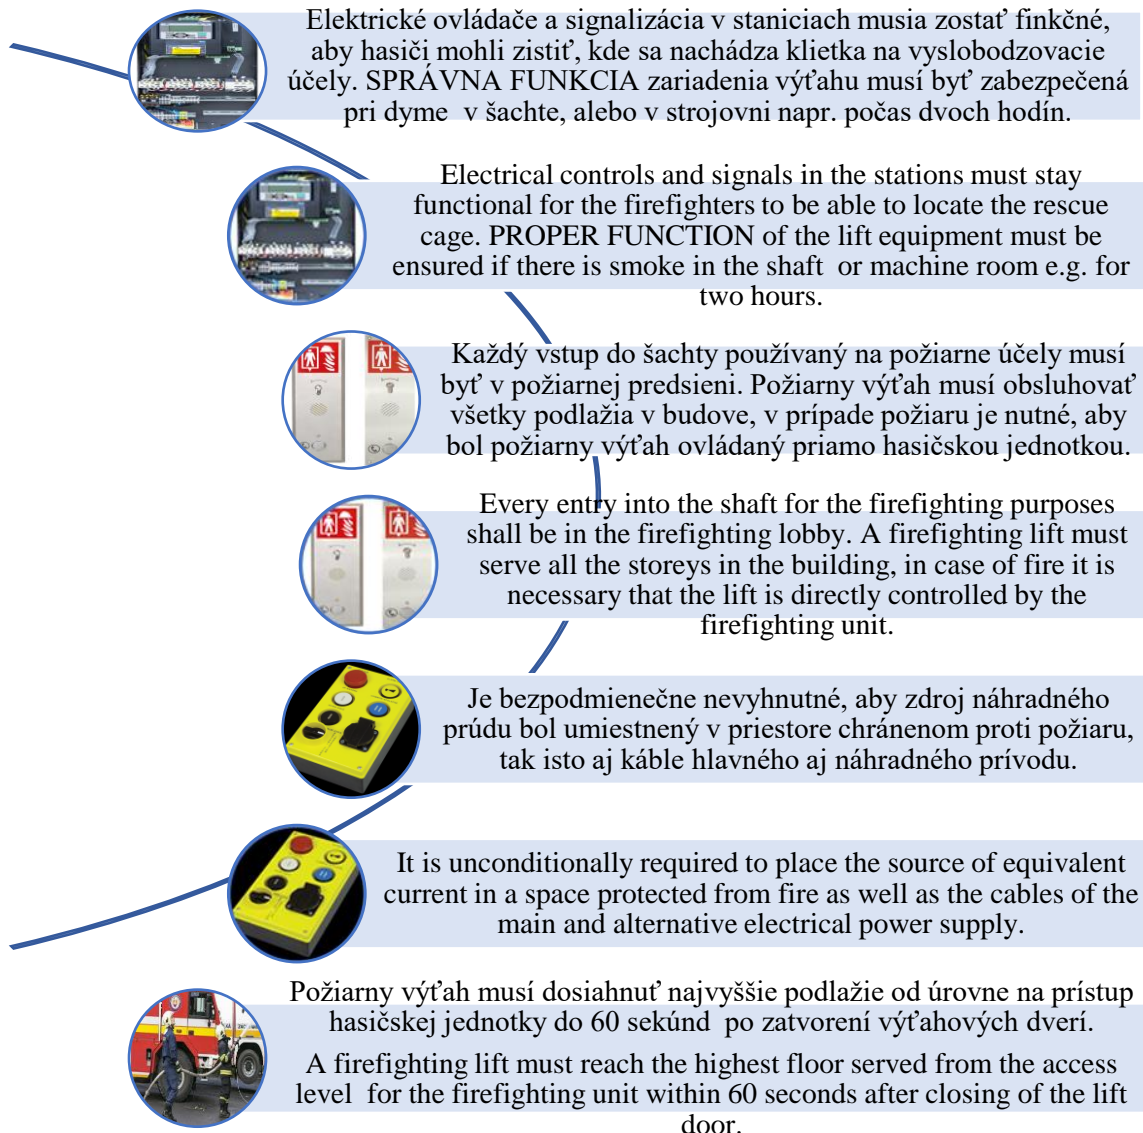 Elektrické ovládače a signalizácia v staniciach musia zostať finkčné,
aby hasiči mohli zistiť, kde sa nachádza klietka na vyslobodzovacie
účely. SPRÁVNA FUNKCIA zariadenia výťahu musí byť zabezpečená
pri dyme v šachte, alebo v strojovni napr. počas dvoch hodín.
Electrical controls and signals in the stations must stay
functional for the firefighters to be able to locate the rescue
cage. PROPER FUNCTION of the lift equipment must be
ensured if there is smoke in the shaft or machine room e.g. for
two hours.
Každý vstup do šachty používaný na požiarne účely musí
byť v požiarnej predsieni. Požiarny výťah musí obsluhovať
všetky podlažia v budove, v prípade požiaru je nutné, aby
bol požiarny výťah ovládaný priamo hasičskou jednotkou.
Every entry into the shaft for the firefighting purposes
shall be in the firefighting lobby. A firefighting lift must
serve all the storeys in the building, in case of fire it is
necessary that the lift is directly controlled by the
firefighting unit.
Je bezpodmienečne nevyhnutné, aby zdroj náhradného
prúdu bol umiestnený v priestore chránenom proti požiaru,
tak isto aj káble hlavného aj náhradného prívodu.
It is unconditionally required to place the source of equivalent
current in a space protected from fire as well as the cables of the
main and alternative electrical power supply.
Požiarny výťah musí dosiahnuť najvyššie podlažie od úrovne na prístup
hasičskej jednotky do 60 sekúnd po zatvorení výťahových dverí.
A firefighting lift must reach the highest floor served from the access
level for the firefighting unit within 60 seconds after closing of the lift
door.